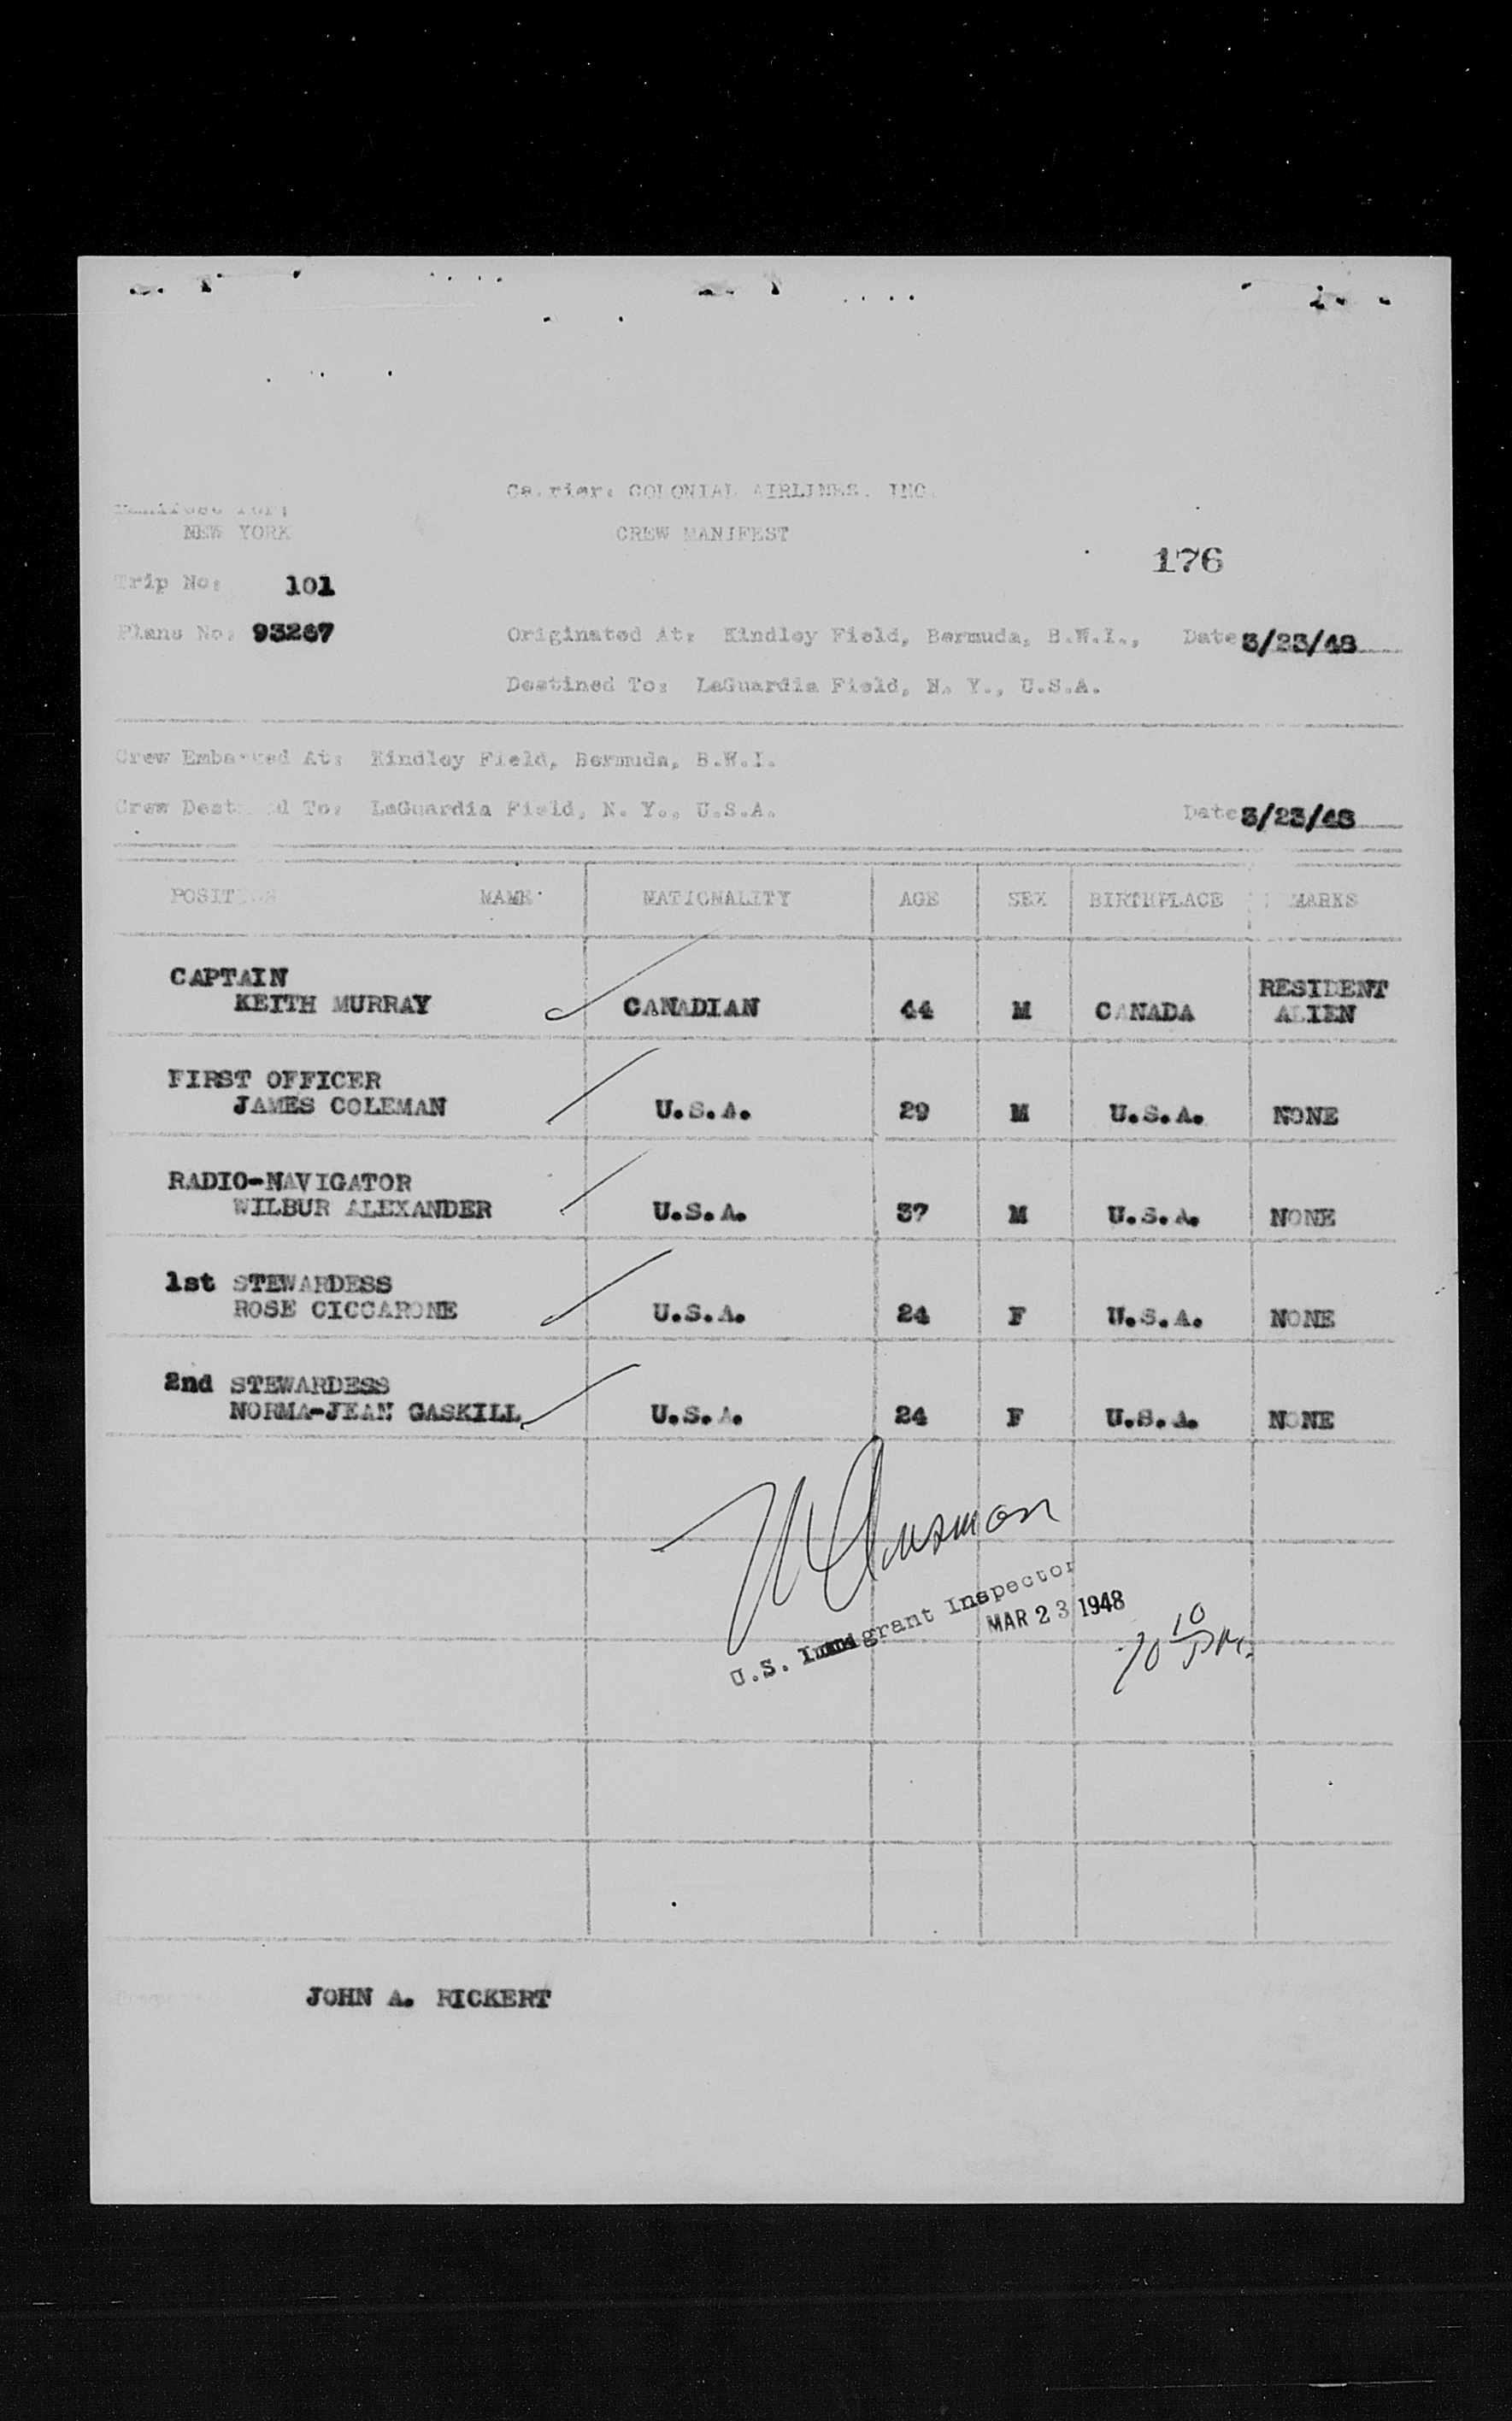 Carrier: COLONIAL AIRLINES, INC.
Manifest For:
NEW YORK
CREW MANIFEST
176
Trip No: 101
Plane No: 93267
Originated At: Kindley Field, Bermuda, B.W.I., Date 3/23/48
Destined To: LaGuardia Field, N. Y., U.S.A.
Crew Embarked At: Kindley Field, Bermuda, B.W.I.
Crew Destined To: LaGuardia Field, N. Y., U.S.A. Date 3/23/48
POSITION NAME NATIONALITY AGE SEX BIRTHPLACE REMARKS
CAPTAIN
KEITH MURRAY CANADIAN 44 M CANADA RESIDENT ALIEN
FIRST OFFICER
JAMES COLEMAN U.S.A. 29 M U.S.A. NONE
RADIO-NAVIGATOR
WILBUR ALEXANDER U.S.A. 37 M U.S.A. NONE
1st STEWARDESS
ROSE CICCARONE U.S.A. 24 F U.S.A. NONE
2nd STEWARDESS
NORMA-JEAN GASKILL U.S.A. 24 F U.S.A. NONE
U.S. Immigrant Inspector
MAR 23 1948
JOHN A. RICKERT